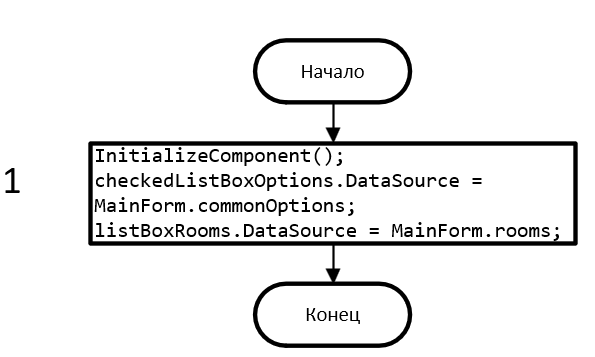 Начало
1
InitializeComponent();
checkedListBoxOptions.DataSource =
MainForm.commonOptions;
listBoxRooms.DataSource = MainForm.rooms;
Конец